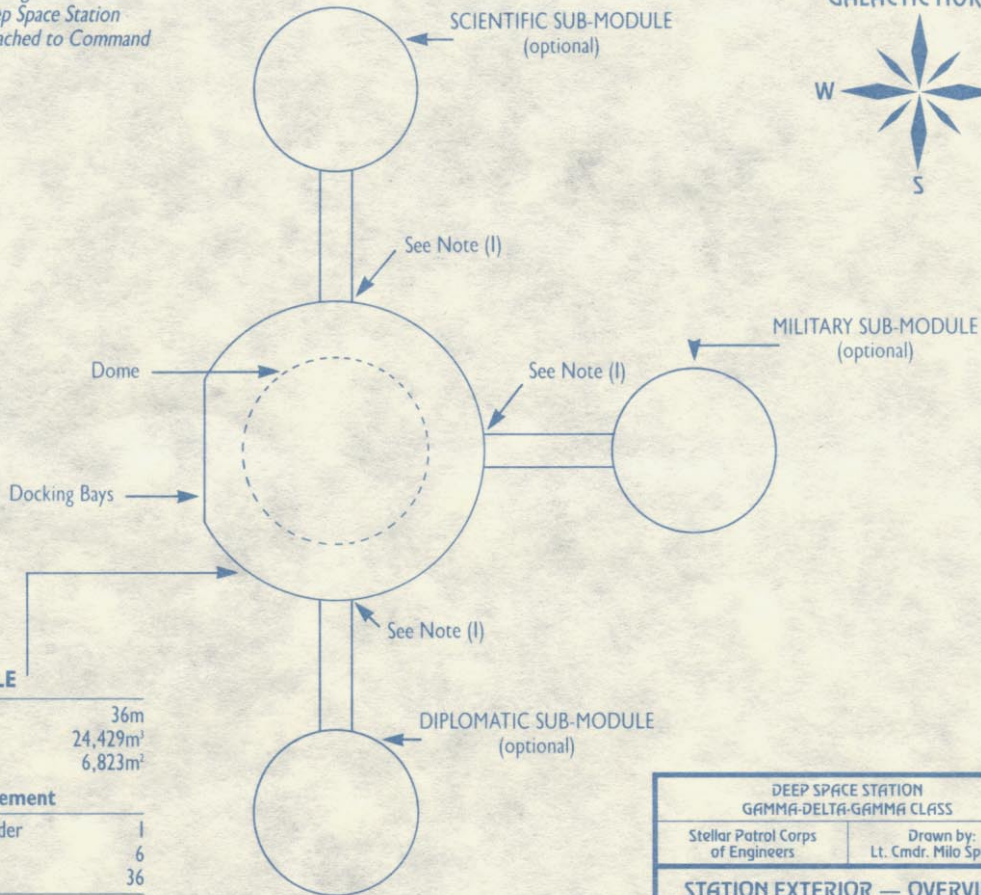 Space Station
ached to Command
SCIENTIFIC SUB-MODULE
(optional)
W
S
See Note (1)
MILITARY SUB-MODULE
(optional)
Dome
See Note (1)
Docking Bays
See Note (1)
DIPLOMATIC SUB-MODULE
(optional)
36m
24,429m³
6,823m²
ement
der 1
6
36
DEEP SPACE STATION
GAMMA-DELTA-GAMMA CLASS
Stellar Patrol Corps
of Engineers
Drawn by:
Lt. Cmdr. Milo Sp
STATION EXTERIOR — OVERVI